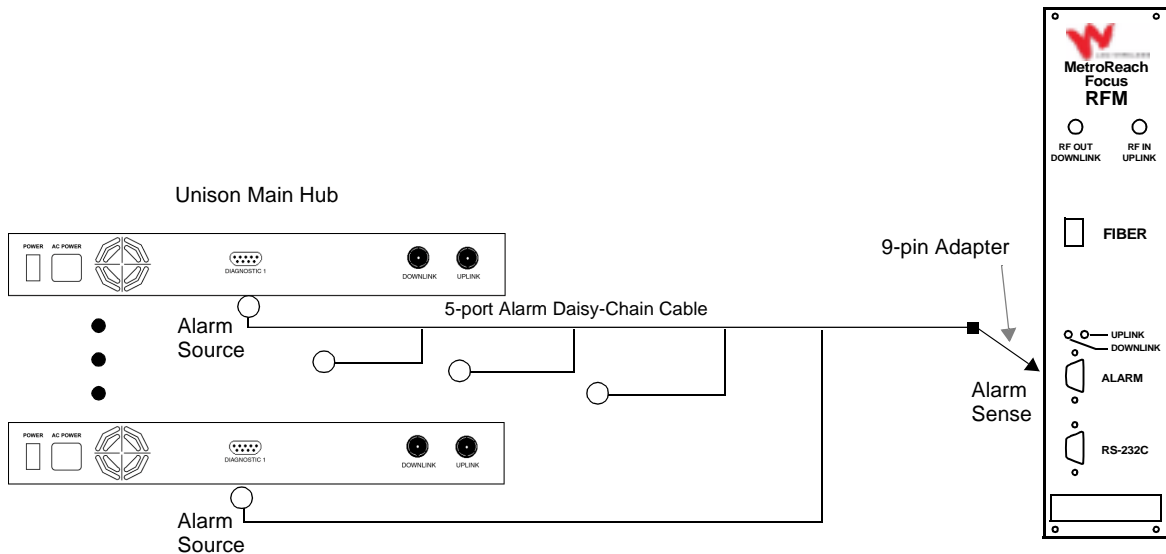 MetroReach
Focus
RFM
RF OUT
DOWNLINK
RF IN
UPLINK
Unison Main Hub
FIBER
9-pin Adapter
POWER
AC POWER
DIAGNOSTIC 1
DOWNLINK
UPLINK
5-port Alarm Daisy-Chain Cable
Alarm
Source
UPLINK
DOWNLINK
ALARM
Alarm
Sense
POWER
AC POWER
DIAGNOSTIC 1
DOWNLINK
UPLINK
RS-232C
Alarm
Source